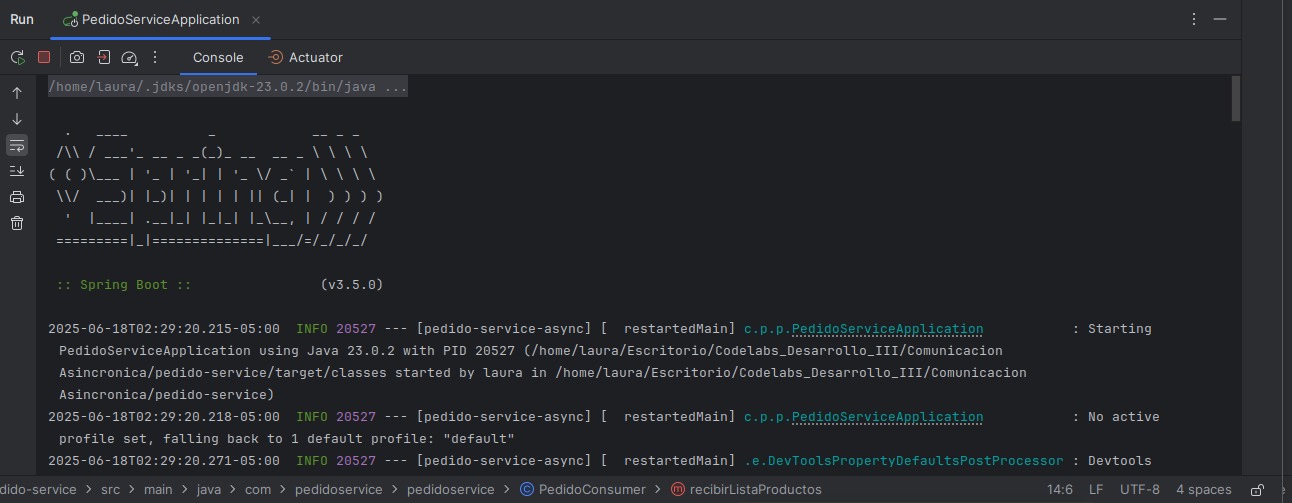 Run PedidoServiceApplication
Console Actuator
/home/laura/.jdks/openjdk-23.0.2/bin/java ...
  .   ____          _            __ _ _
 /\\ / ___'_ __ _ _(_)_ __  __ _ \ \ \ \
( ( )\___ | '_ | '_| | '_ \/ _` | \ \ \ \
 \\/  ___)| |_)| | | | | || (_| |  ) ) ) )
  '  |____| .__|_| |_|_| |_\__, | / / / /
 =========|_|==============|___/=/_/_/_/
 :: Spring Boot ::                (v3.5.0)
2025-06-18T02:29:20.215-05:00  INFO 20527 --- [pedido-service-async] [  restartedMain] c.p.p.PedidoServiceApplication           : Starting
PedidoServiceApplication using Java 23.0.2 with PID 20527 (/home/laura/Escritorio/Codelabs_Desarrollo_III/Comunicacion
Asincronica/pedido-service/target/classes started by laura in /home/laura/Escritorio/Codelabs_Desarrollo_III/Comunicacion
Asincronica/pedido-service)
2025-06-18T02:29:20.218-05:00  INFO 20527 --- [pedido-service-async] [  restartedMain] c.p.p.PedidoServiceApplication           : No active
profile set, falling back to 1 default profile: "default"
2025-06-18T02:29:20.271-05:00  INFO 20527 --- [pedido-service-async] [  restartedMain] .e.DevToolsPropertyDefaultsPostProcessor : Devtools
dido-service > src > main > java > com > pedidoservice > pedidoservice > PedidoConsumer > recibirListaProductos 14:6 LF UTF-8 4 spaces